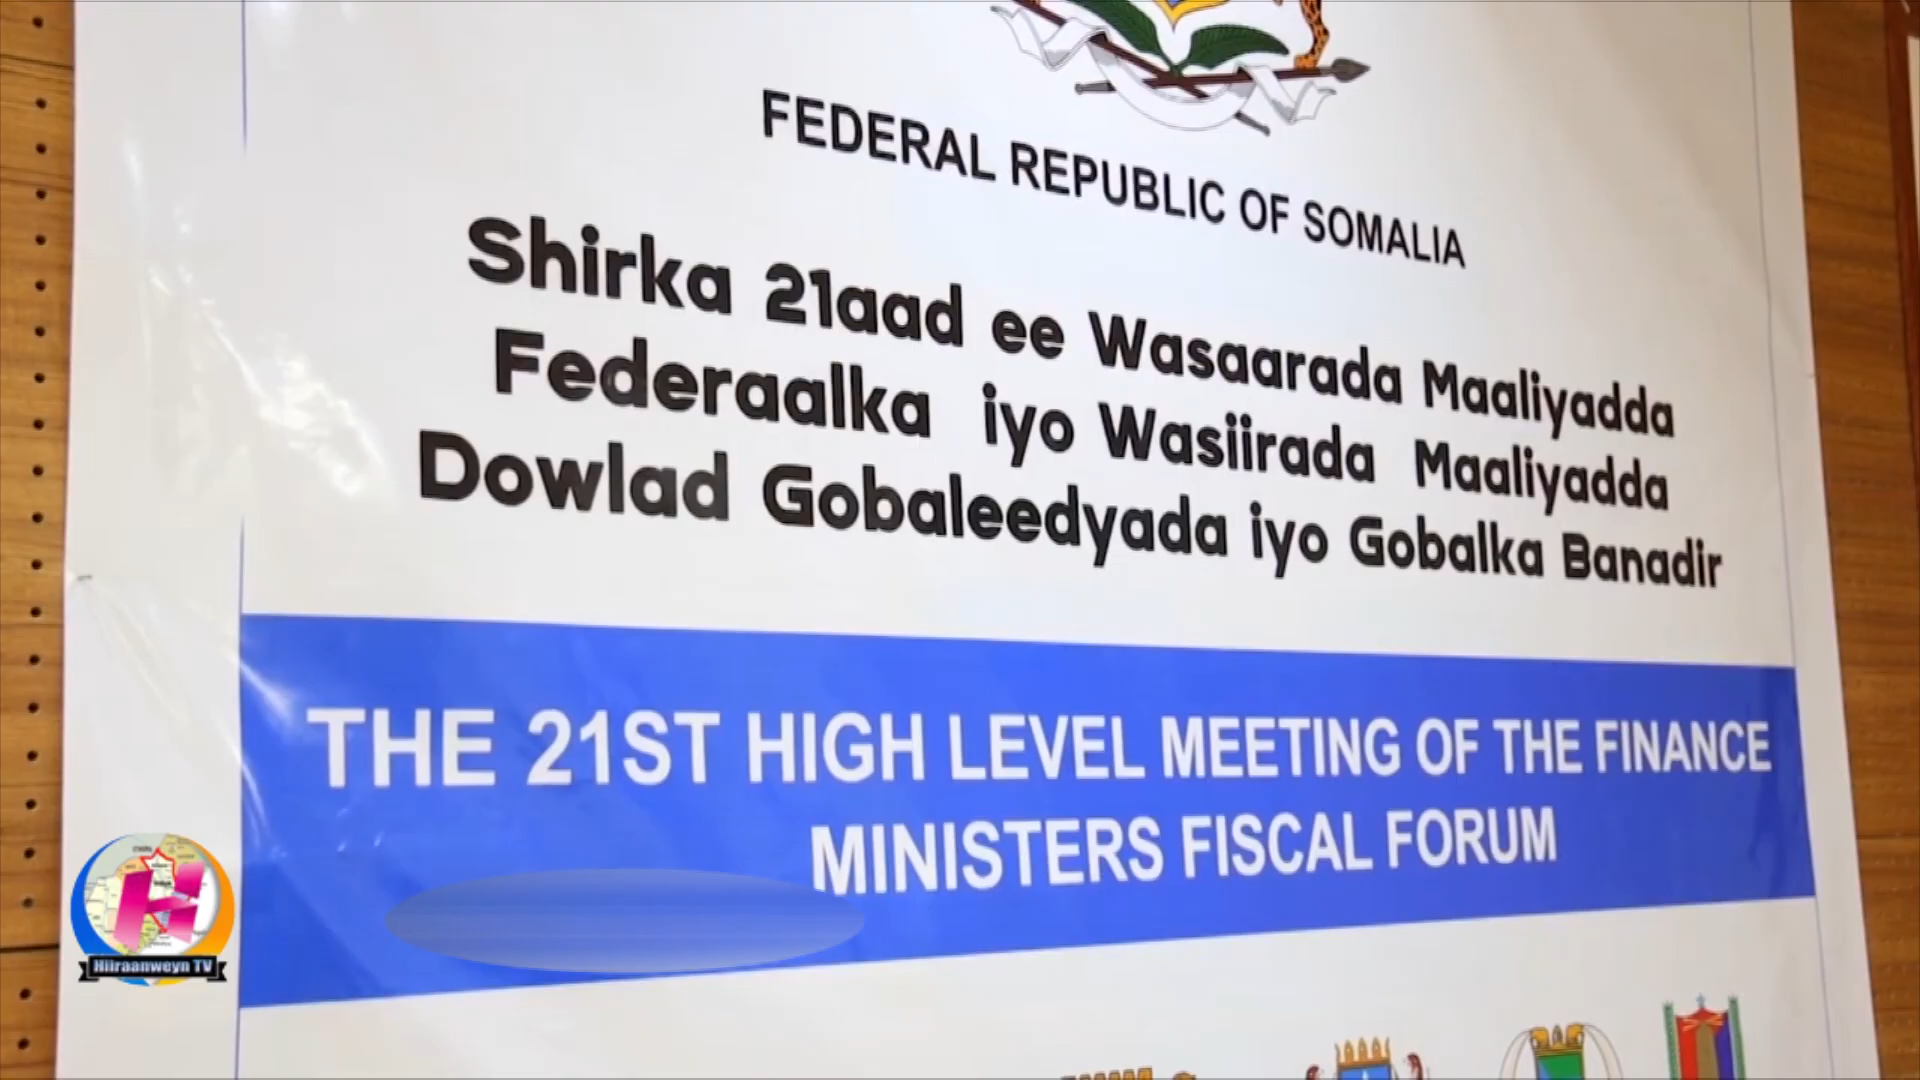 FEDERAL REPUBLIC OF SOMALIA
Shirka 21aad ee Wasaarada Maaliyadda
Federaalka iyo Wasiirada Maaliyadda
Dowlad Gobaleedyada iyo Gobalka Banadir
THE 21ST HIGH LEVEL MEETING OF THE FINANCE
MINISTERS FISCAL FORUM
H
Hiiraanweyn TV